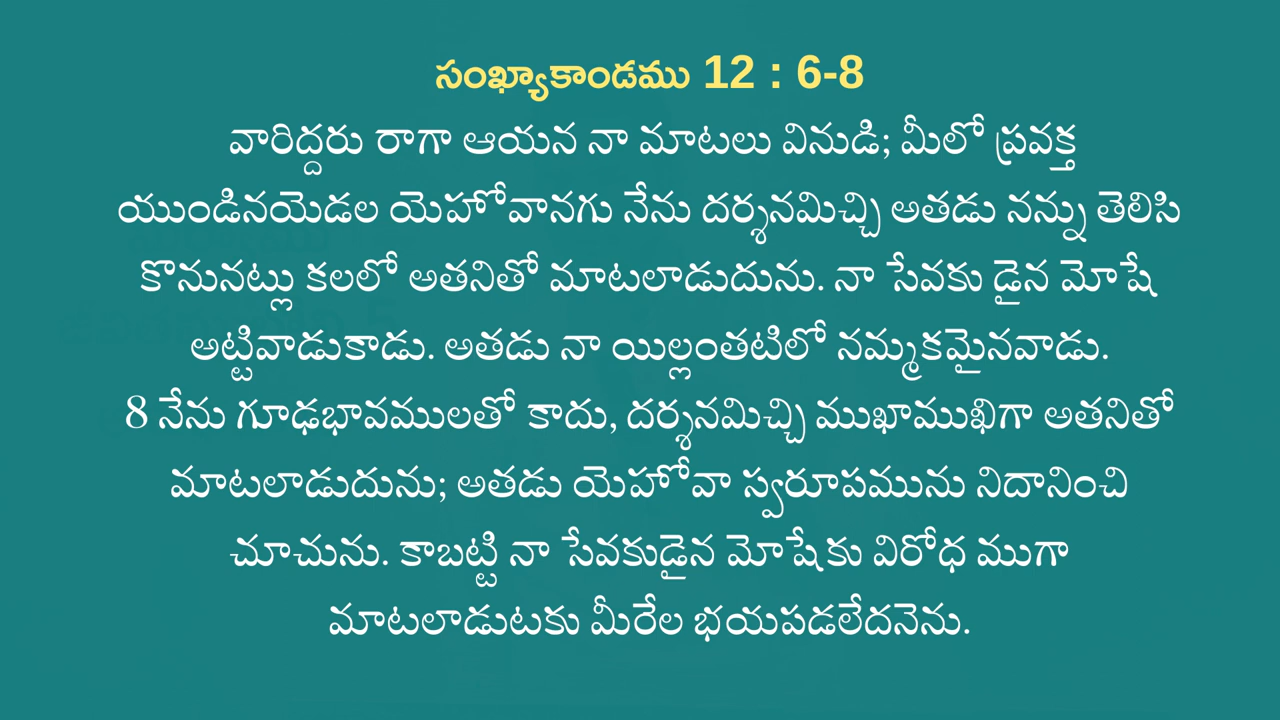 సంఖ్యాకాండము 12 : 6-8
వారిద్దరు రాగా ఆయన నా మాటలు వినుడి; మీలో ప్రవక్త
యుండినయెడల యెహోవానగు నేను దర్శనమిచ్చి అతడు నన్ను తెలిసి
కొనునట్లు కలలో అతనితో మాటలాడుదును. నా సేవకు డైన మోషే
అట్టివాడుకాడు. అతడు నా యిల్లంతటిలో నమ్మకమైనవాడు.
8 నేను గూఢభావములతో కాదు, దర్శనమిచ్చి ముఖాముఖిగా అతనితో
మాటలాడుదును; అతడు యెహోవా స్వరూపమును నిదానించి
చూచును. కాబట్టి నా సేవకుడైన మోషేకు విరోధ ముగా
మాటలాడుటకు మీరేల భయపడలేదనెను.